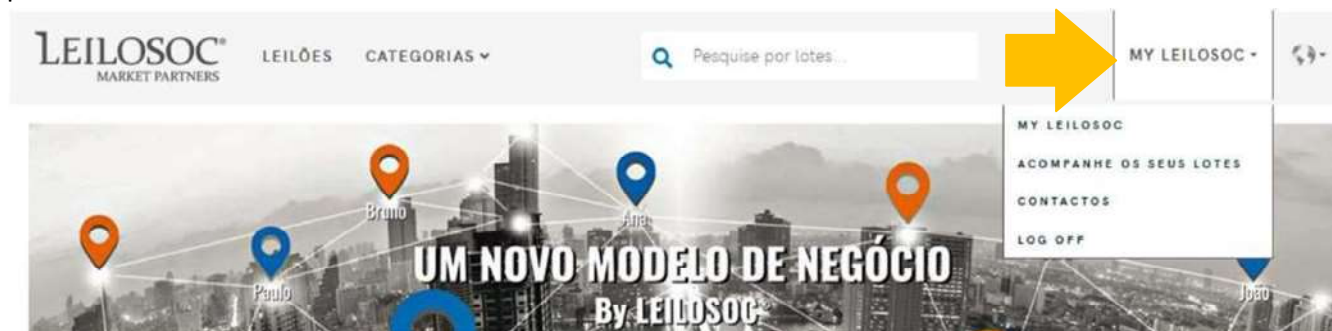 LEILOSOC®
MARKET PARTNERS
LEILÕES
CATEGORIAS
Pesquise por lotes...
MY LEILOSOC
MY LEILOSOC
ACOMPANHE OS SEUS LOTES
CONTACTOS
LOG OFF
Bruno
Ana
Paulo
João
UM NOVO MODELO DE NEGÓCIO
By LEILOSOC®